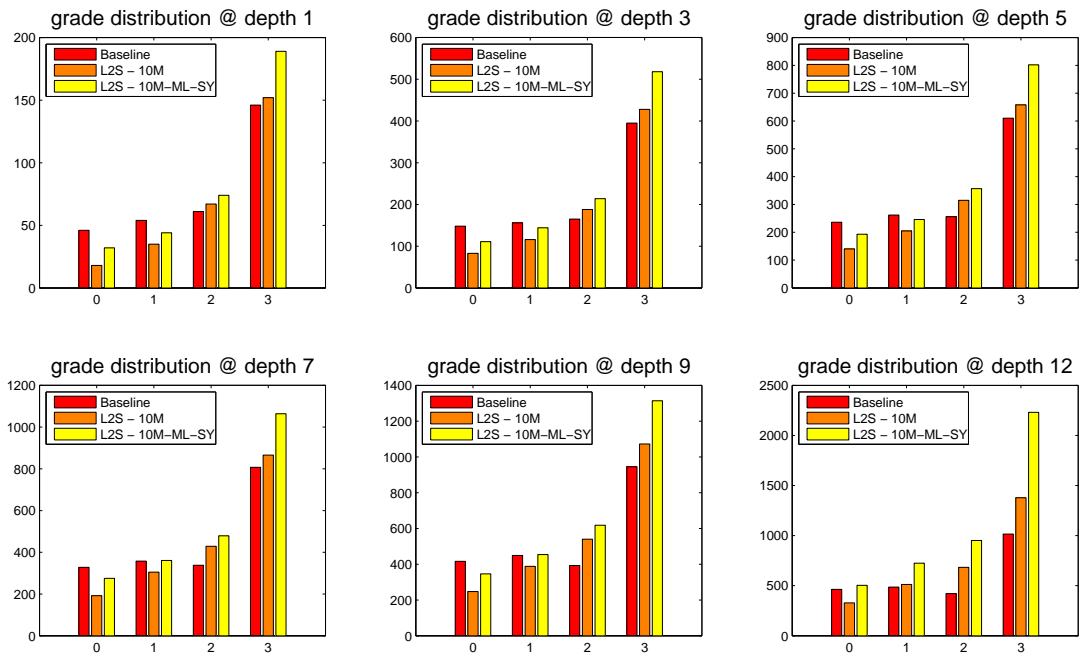 grade distribution @ depth 1
200
150
100
50
0
0 1 2 3
Baseline
L2S − 10M
L2S − 10M−ML−SY
grade distribution @ depth 3
600
500
400
300
200
100
0
0 1 2 3
Baseline
L2S − 10M
L2S − 10M−ML−SY
grade distribution @ depth 5
900
800
700
600
500
400
300
200
100
0
0 1 2 3
Baseline
L2S − 10M
L2S − 10M−ML−SY
grade distribution @ depth 7
1200
1000
800
600
400
200
0
0 1 2 3
Baseline
L2S − 10M
L2S − 10M−ML−SY
grade distribution @ depth 9
1400
1200
1000
800
600
400
200
0
0 1 2 3
Baseline
L2S − 10M
L2S − 10M−ML−SY
grade distribution @ depth 12
2500
2000
1500
1000
500
0
0 1 2 3
Baseline
L2S − 10M
L2S − 10M−ML−SY